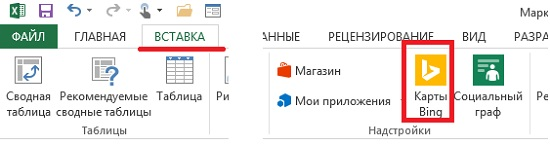 Марк
ФАЙЛ ГЛАВНАЯ ВСТАВКА
АННЫЕ РЕЦЕНЗИРОВАНИЕ ВИД РАЗРА
Сводная таблица
Рекомендуемые сводные таблицы
Таблица
Ри
Таблицы
Магазин
Мои приложения
Карты Bing
Социальный граф
Надстройки